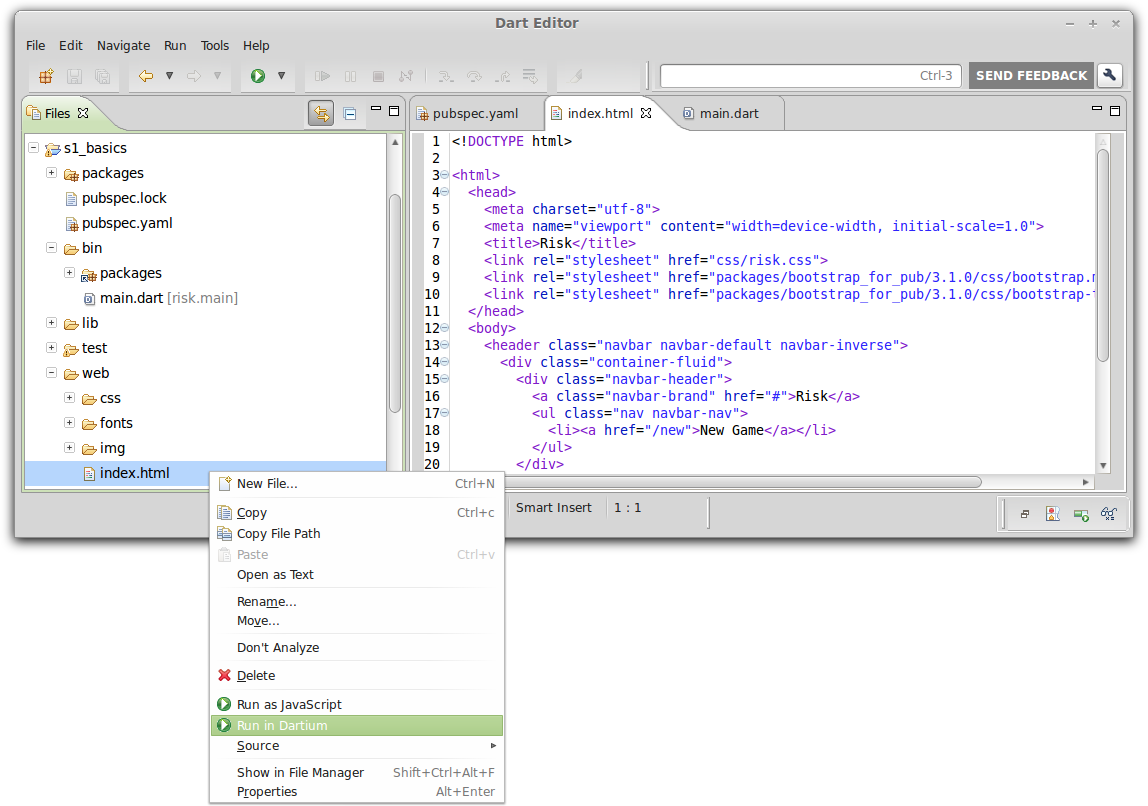 Dart Editor
File Edit Navigate Run Tools Help
Ctrl-3 SEND FEEDBACK
Files
s1_basics
packages
pubspec.lock
pubspec.yaml
bin
packages
main.dart [risk.main]
lib
test
web
css
fonts
img
index.html
pubspec.yaml index.html main.dart
1 <!DOCTYPE html>
2
3 <html>
4 <head>
5 <meta charset="utf-8">
6 <meta name="viewport" content="width=device-width, initial-scale=1.0">
7 <title>Risk</title>
8 <link rel="stylesheet" href="css/risk.css">
9 <link rel="stylesheet" href="packages/bootstrap_for_pub/3.1.0/css/bootstrap.
10 <link rel="stylesheet" href="packages/bootstrap_for_pub/3.1.0/css/bootstrap-
11 </head>
12 <body>
13 <header class="navbar navbar-default navbar-inverse">
14 <div class="container-fluid">
15 <div class="navbar-header">
16 <a class="navbar-brand" href="#">Risk</a>
17 <ul class="nav navbar-nav">
18 <li><a href="/new">New Game</a></li>
19 </ul>
20 </div>
Smart Insert 1 : 1
New File... Ctrl+N
Copy Ctrl+c
Copy File Path
Paste Ctrl+v
Open as Text
Rename...
Move...
Don't Analyze
Delete
Run as JavaScript
Run in Dartium
Source
Show in File Manager Shift+Ctrl+Alt+F
Properties Alt+Enter